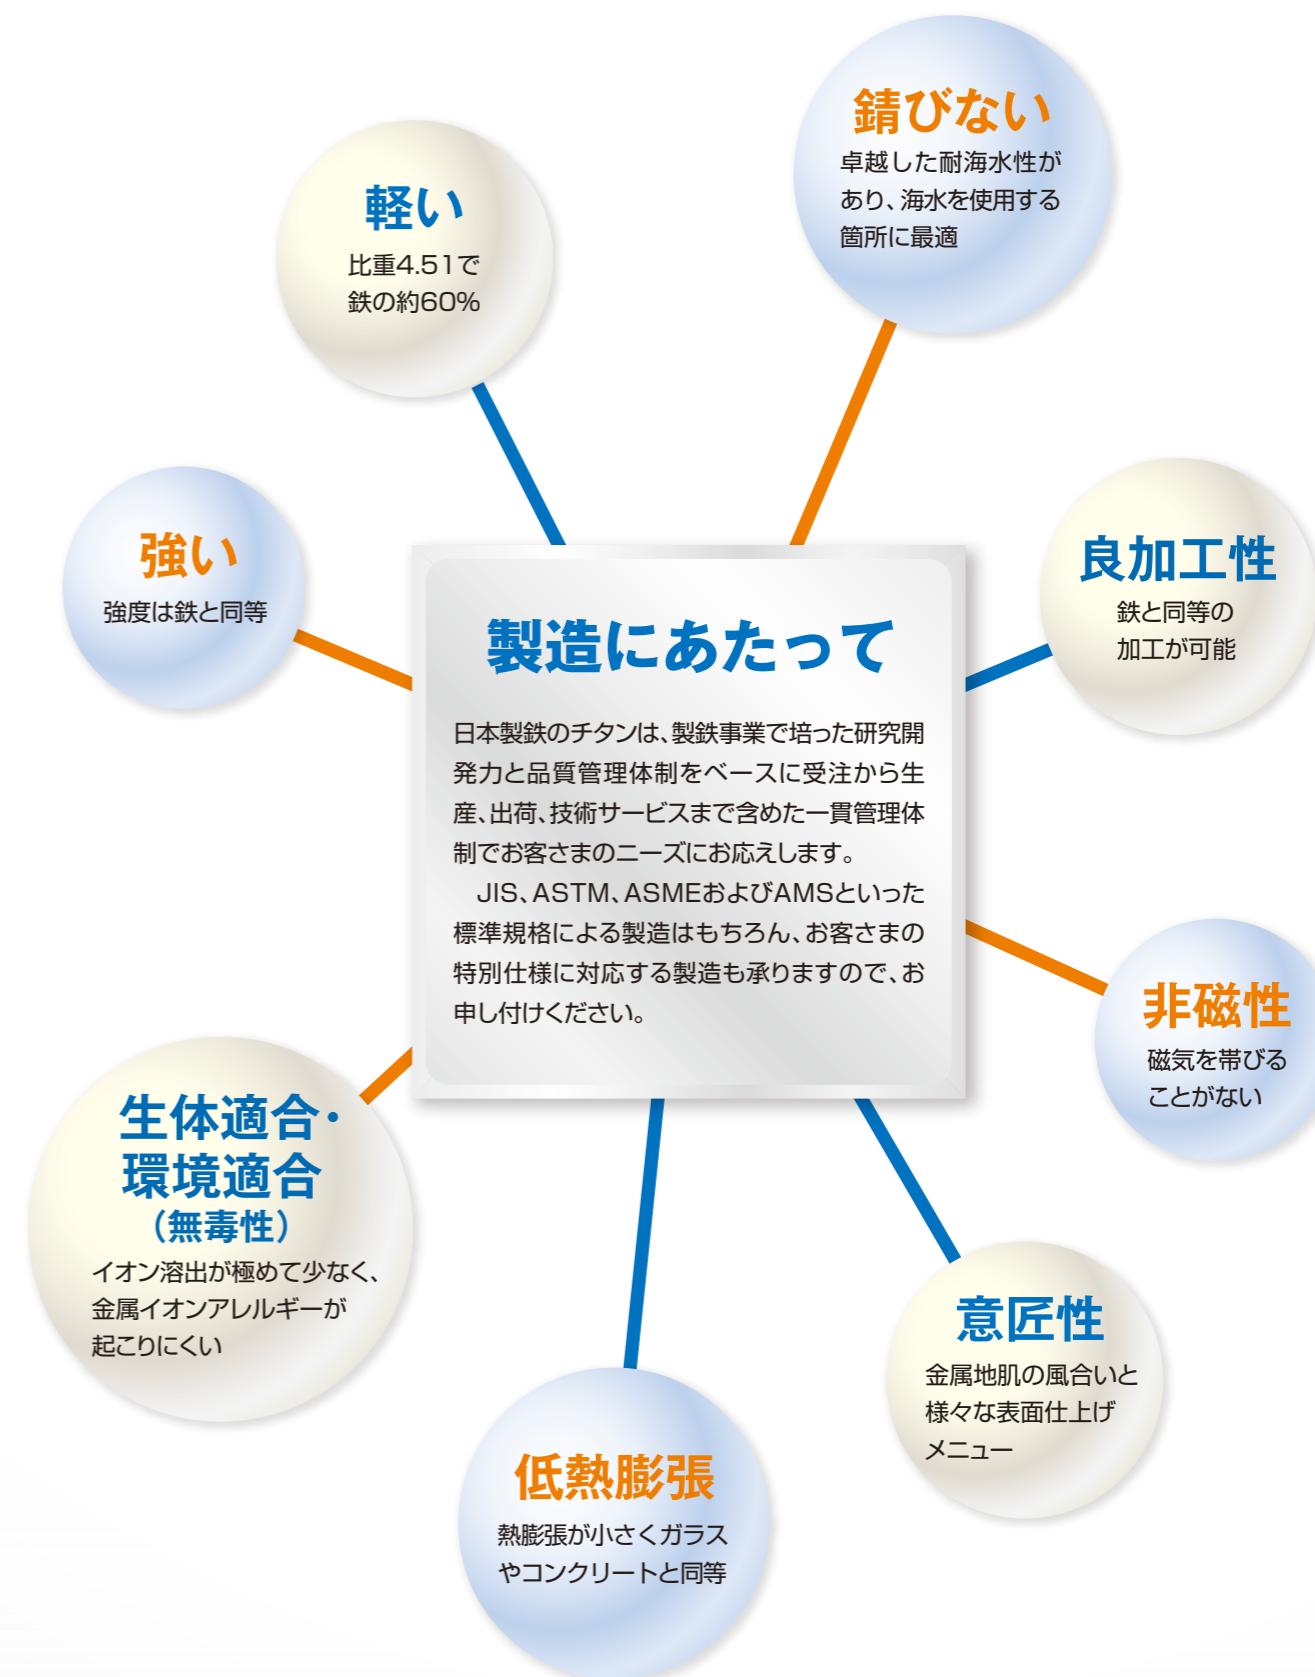 錆びない
卓越した耐海水性が
あり、海水を使用する
箇所に最適
軽い
比重4.51で
鉄の約60%
強い
強度は鉄と同等
良加工性
鉄と同等の
加工が可能
製造にあたって
日本製鉄のチタンは、製鉄事業で培った研究開
発力と品質管理体制をベースに受注から生
産、出荷、技術サービスまで含めた一貫管理体
制でお客さまのニーズにお応えします。
　JIS、ASTM、ASMEおよびAMSといった
標準規格による製造はもちろん、お客さまの
特別仕様に対応する製造も承りますので、お
申し付けください。
非磁性
磁気を帯びる
ことがない
生体適合・
環境適合
（無毒性）
イオン溶出が極めて少なく、
金属イオンアレルギーが
起こりにくい
意匠性
金属地肌の風合いと
様々な表面仕上げ
メニュー
低熱膨張
熱膨張が小さくガラス
やコンクリートと同等